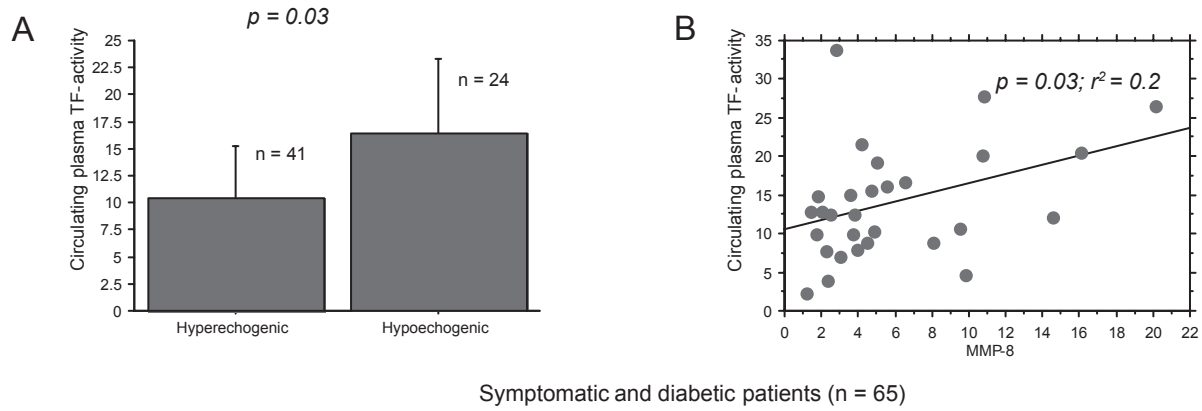 A
p = 0.03
Circulating plasma TF-activity
25
22.5
20
17.5
15
12.5
10
7.5
5
2.5
0
n = 41
n = 24
Hyperechogenic
Hypoechogenic
B
Circulating plasma TF-activity
35
30
25
20
15
10
5
0
p = 0.03; r² = 0.2
0 2 4 6 8 10 12 14 16 18 20 22
MMP-8
Symptomatic and diabetic patients (n = 65)